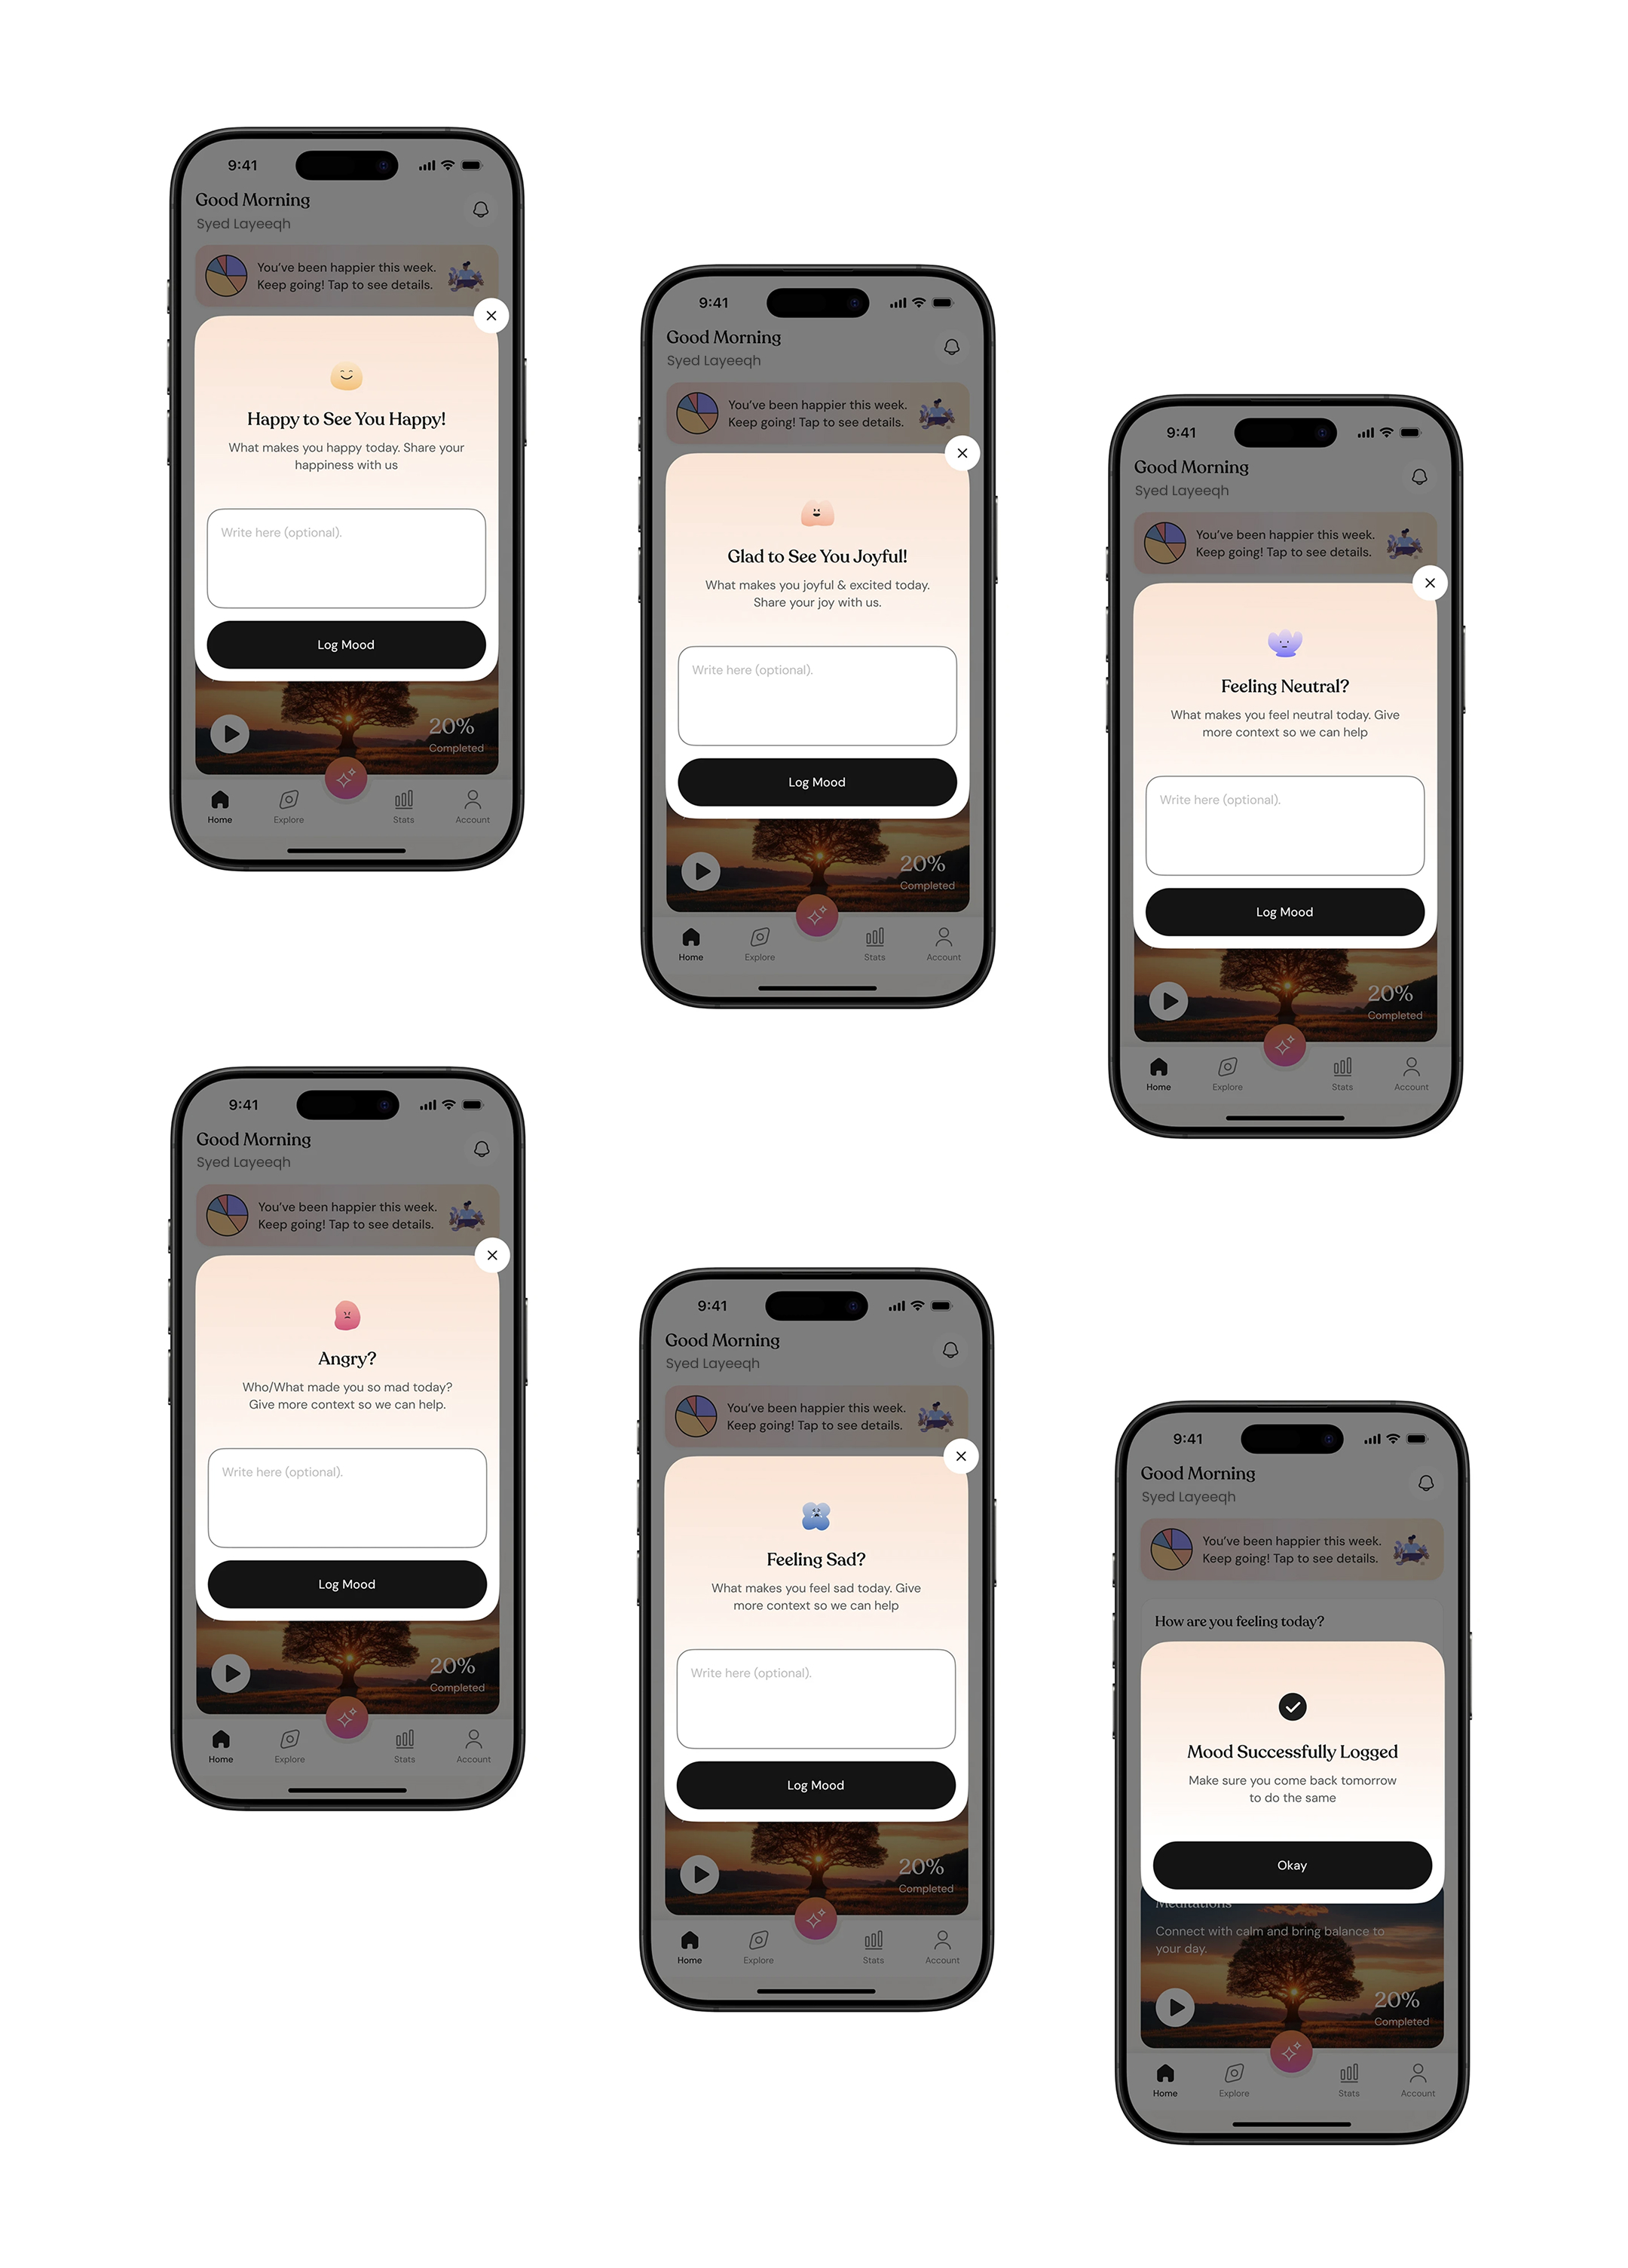 9:41
Good Morning
Syed Layeeqh
You've been happier this week.
Keep going! Tap to see details.
Happy to See You Happy!
What makes you happy today. Share your
happiness with us
Write here (optional).
Log Mood
20%
Completed
Home
Explore
Stats
Account
9:41
Good Morning
Syed Layeeqh
You've been happier this week.
Keep going! Tap to see details.
Glad to See You Joyful!
What makes you joyful & excited today.
Share your joy with us.
Write here (optional).
Log Mood
20%
Completed
Home
Explore
Stats
Account
9:41
Good Morning
Syed Layeeqh
You've been happier this week.
Keep going! Tap to see details.
Feeling Neutral?
What makes you feel neutral today. Give
more context so we can help
Write here (optional).
Log Mood
20%
Completed
Home
Explore
Stats
Account
9:41
Good Morning
Syed Layeeqh
You've been happier this week.
Keep going! Tap to see details.
Angry?
Who/What made you so mad today?
Give more context so we can help.
Write here (optional).
Log Mood
20%
Completed
Home
Explore
Stats
Account
9:41
Good Morning
Syed Layeeqh
You've been happier this week.
Keep going! Tap to see details.
Feeling Sad?
What makes you feel sad today. Give
more context so we can help
Write here (optional).
Log Mood
20%
Completed
Home
Explore
Stats
Account
9:41
Good Morning
Syed Layeeqh
You've been happier this week.
Keep going! Tap to see details.
How are you feeling today?
Mood Successfully Logged
Make sure you come back tomorrow
to do the same
Okay
Meditations
Connect with calm and bring balance to
your day.
20%
Completed
Home
Explore
Stats
Account